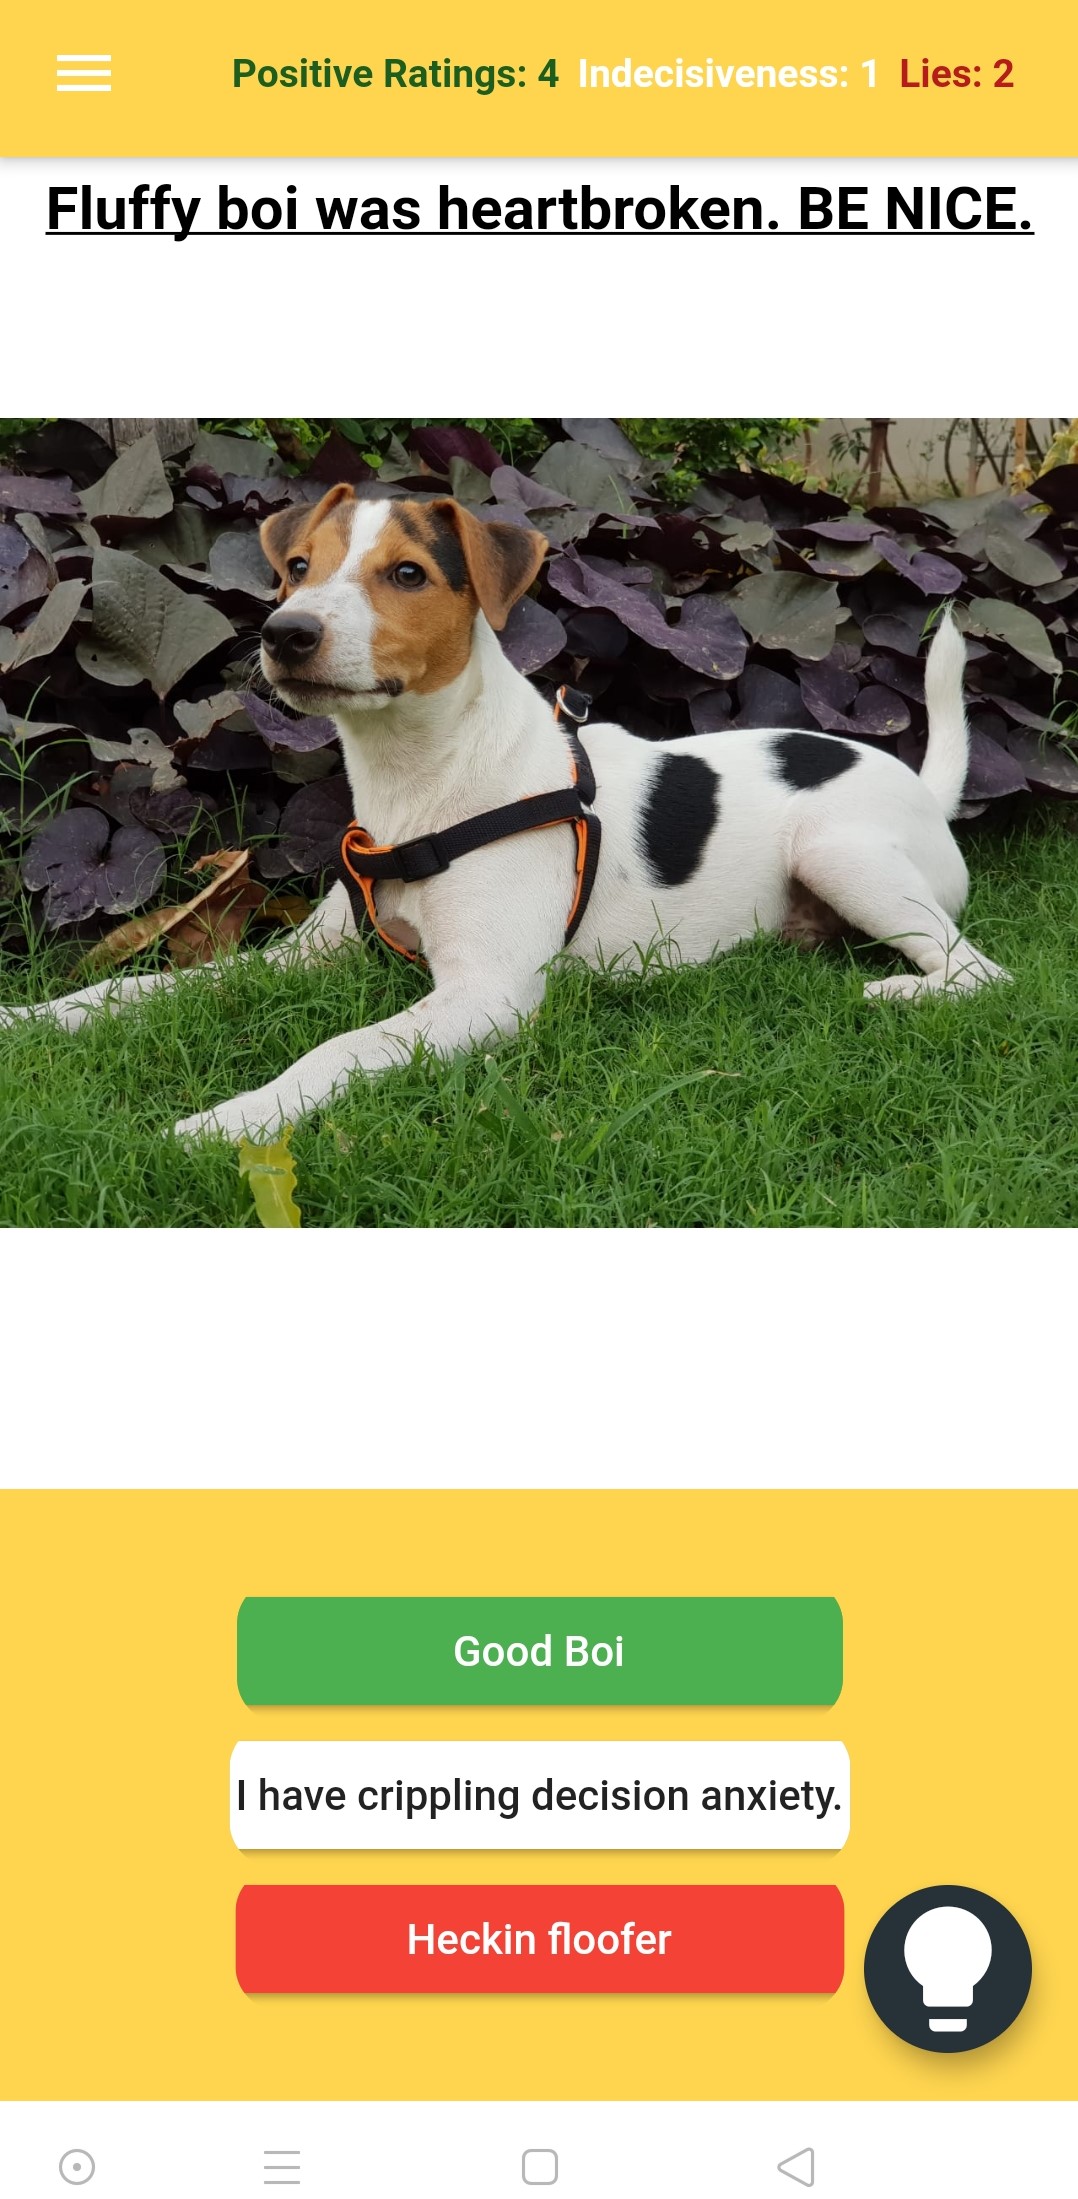 Positive Ratings: 4 Indecisiveness: 1 Lies: 2
Fluffy boi was heartbroken. BE NICE.
Good Boi
I have crippling decision anxiety.
Heckin floofer